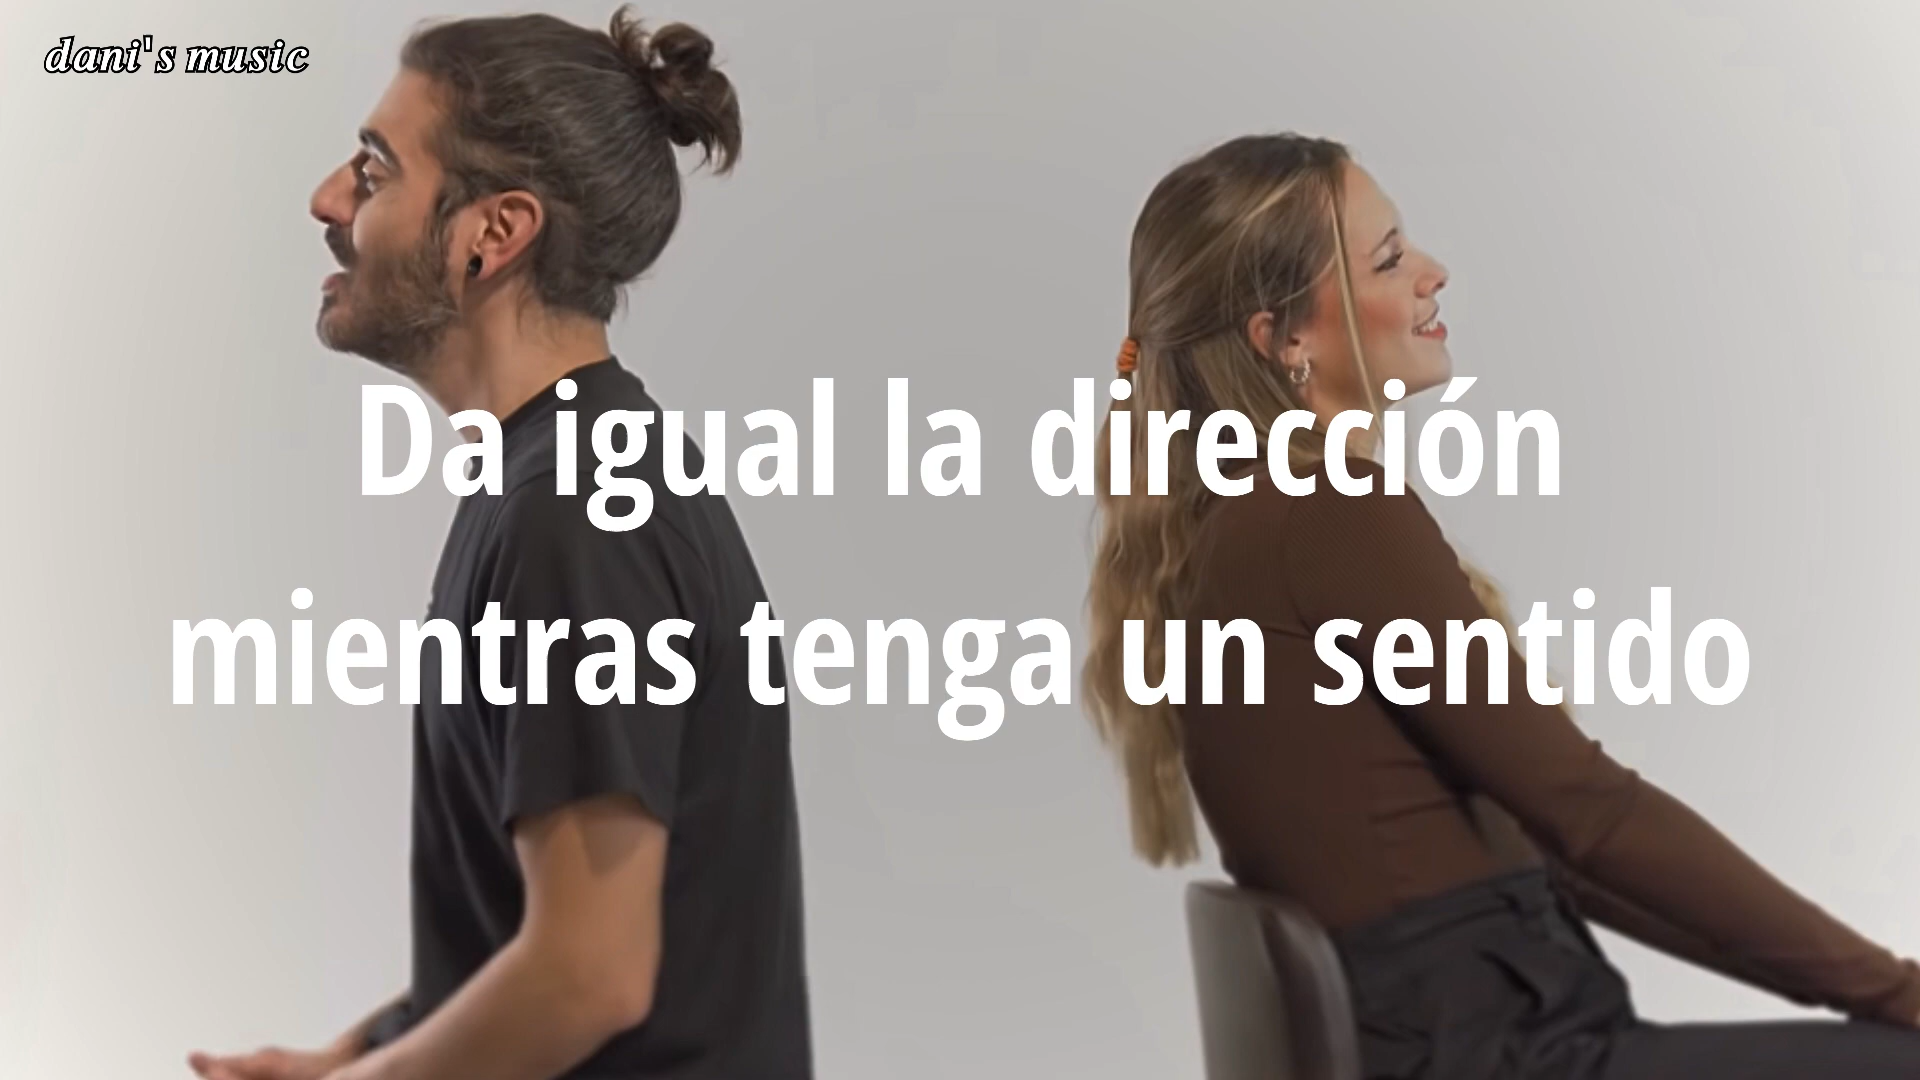 dani's music
Da igual la dirección
mientras tenga un sentido